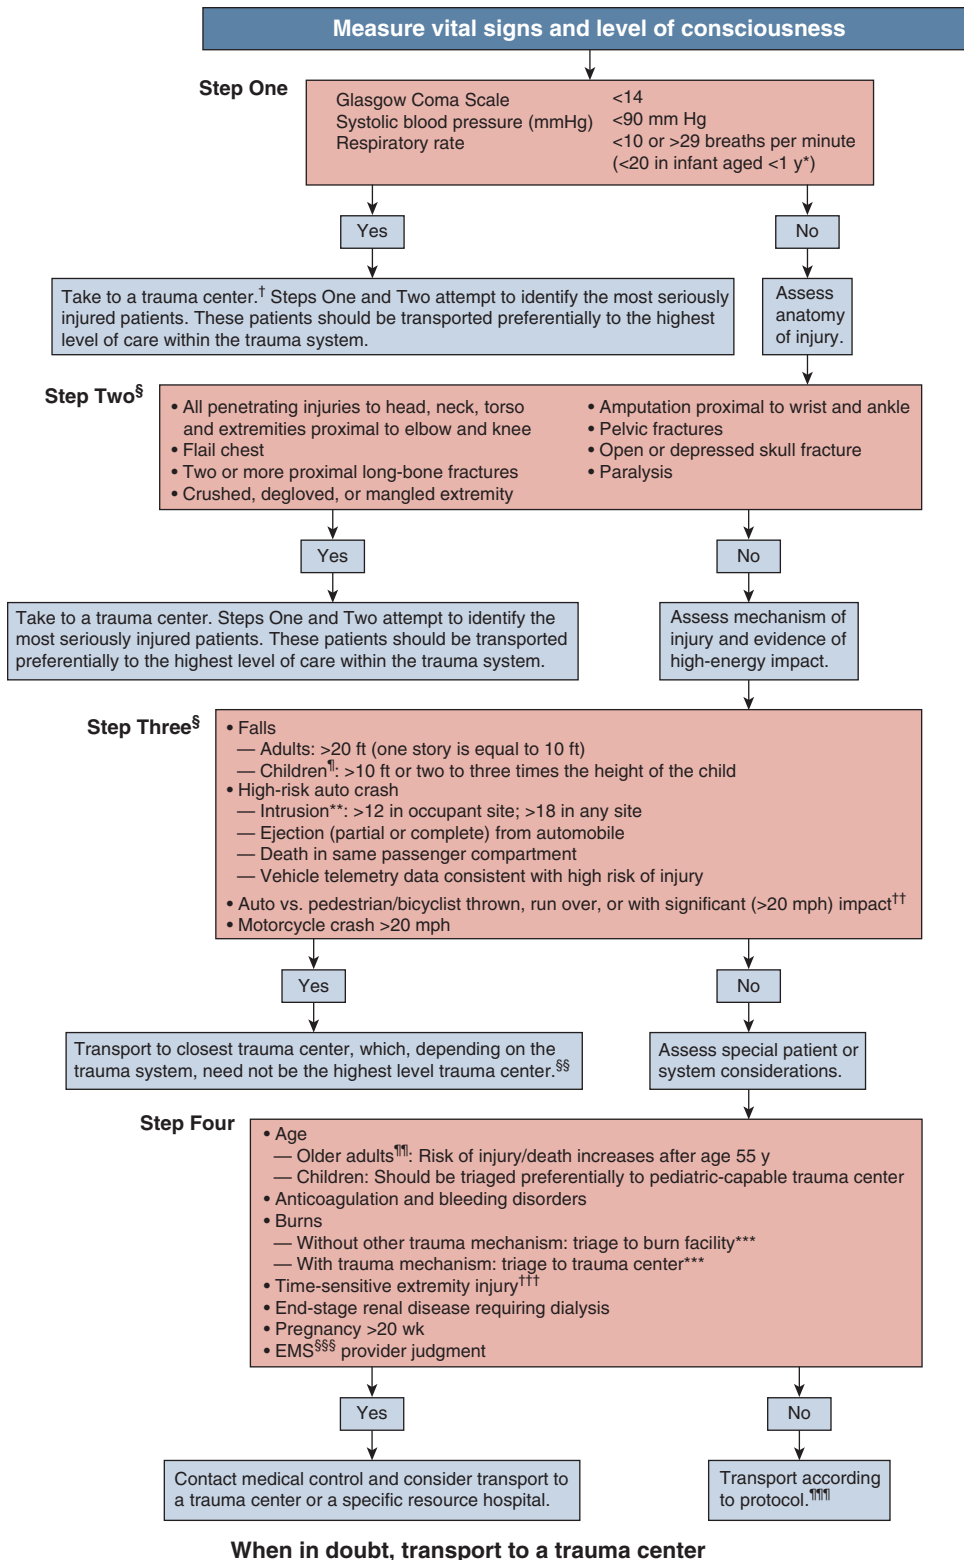 Measure vital signs and level of consciousness
Step One
Glasgow Coma Scale <14
Systolic blood pressure (mmHg) <90 mm Hg
Respiratory rate <10 or >29 breaths per minute
(<20 in infant aged <1 y*)
Yes
No
Take to a trauma center.† Steps One and Two attempt to identify the most seriously
injured patients. These patients should be transported preferentially to the highest
level of care within the trauma system.
Assess
anatomy
of injury.
Step Two§
• All penetrating injuries to head, neck, torso
and extremities proximal to elbow and knee
• Flail chest
• Two or more proximal long-bone fractures
• Crushed, degloved, or mangled extremity
• Amputation proximal to wrist and ankle
• Pelvic fractures
• Open or depressed skull fracture
• Paralysis
Yes
No
Take to a trauma center. Steps One and Two attempt to identify the
most seriously injured patients. These patients should be transported
preferentially to the highest level of care within the trauma system.
Assess mechanism of
injury and evidence of
high-energy impact.
Step Three§
• Falls
— Adults: >20 ft (one story is equal to 10 ft)
— Children¶: >10 ft or two to three times the height of the child
• High-risk auto crash
— Intrusion**: >12 in occupant site; >18 in any site
— Ejection (partial or complete) from automobile
— Death in same passenger compartment
— Vehicle telemetry data consistent with high risk of injury
• Auto vs. pedestrian/bicyclist thrown, run over, or with significant (>20 mph) impact††
• Motorcycle crash >20 mph
Yes
No
Transport to closest trauma center, which, depending on the
trauma system, need not be the highest level trauma center.§§
Assess special patient or
system considerations.
Step Four
• Age
— Older adults¶¶: Risk of injury/death increases after age 55 y
— Children: Should be triaged preferentially to pediatric-capable trauma center
• Anticoagulation and bleeding disorders
• Burns
— Without other trauma mechanism: triage to burn facility***
— With trauma mechanism: triage to trauma center***
• Time-sensitive extremity injury†††
• End-stage renal disease requiring dialysis
• Pregnancy >20 wk
• EMS§§§ provider judgment
Yes
No
Contact medical control and consider transport to
a trauma center or a specific resource hospital.
Transport according
to protocol.¶¶¶
When in doubt, transport to a trauma center